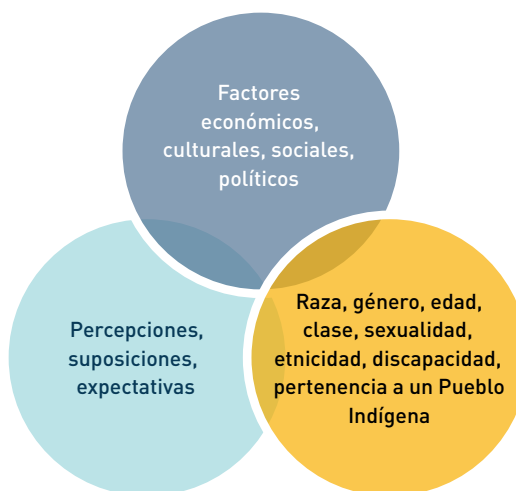 Factores
económicos,
culturales, sociales,
políticos
Percepciones,
suposiciones,
expectativas
Raza, género, edad,
clase, sexualidad,
etnicidad, discapacidad,
pertenencia a un Pueblo
Indígena